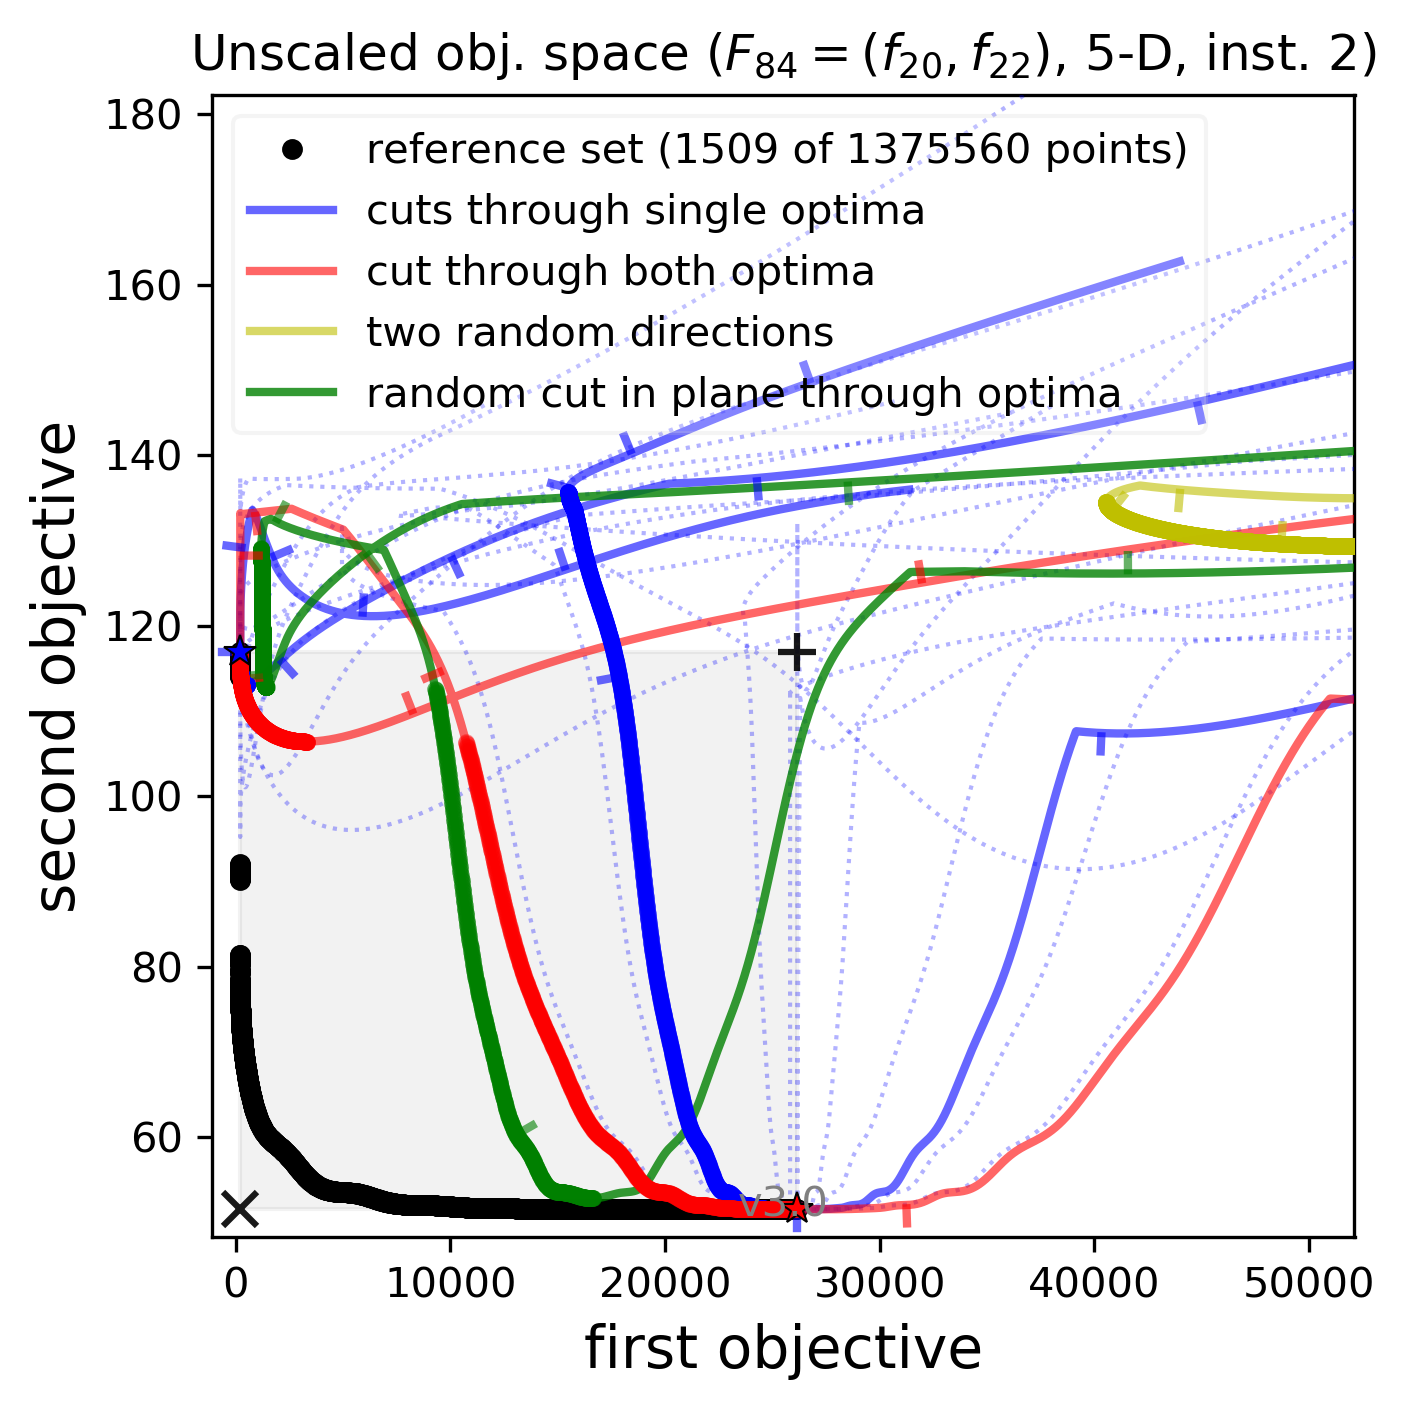 Unscaled obj. space (F₈₄ = (f₂₀, f₂₂), 5-D, inst. 2)
reference set (1509 of 1375560 points)
cuts through single optima
cut through both optima
two random directions
random cut in plane through optima
180
160
140
120
100
80
60
second objective
v3.0
0
10000
20000
30000
40000
50000
first objective